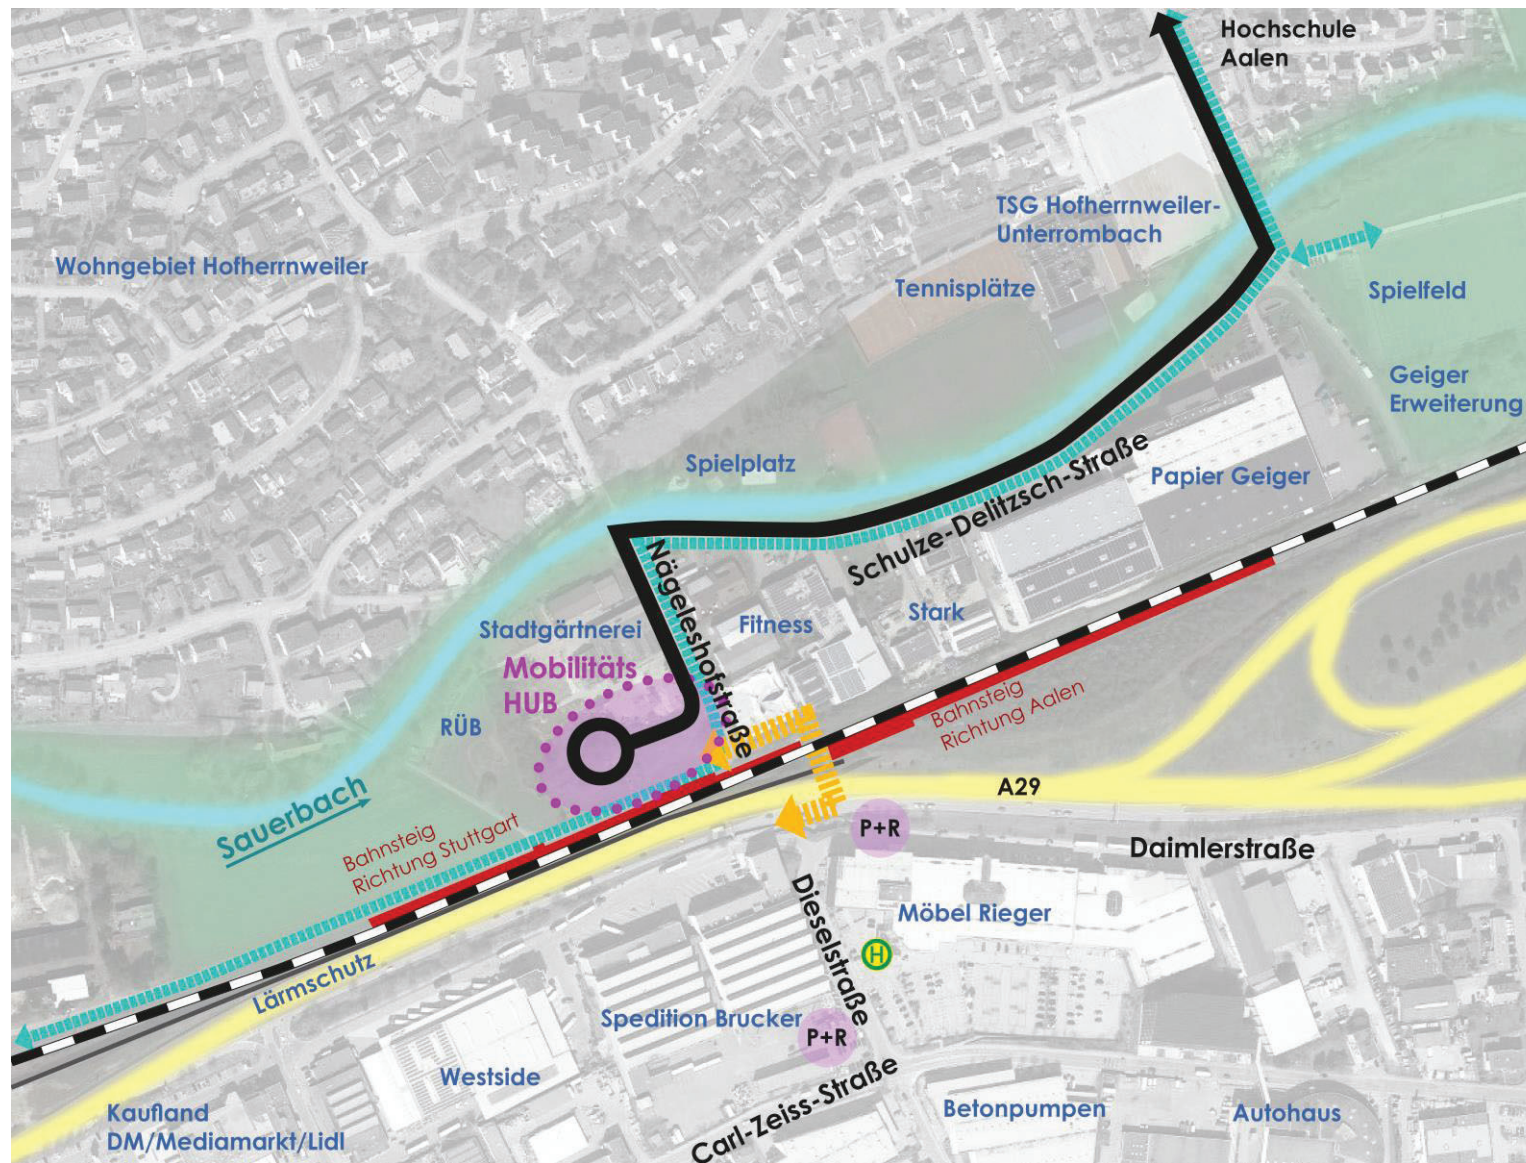 Hochschule
Aalen
TSG Hofherrnweiler-
Unterrombach
Wohngebiet Hofherrnweiler
Tennisplätze
Spielfeld
Geiger
Erweiterung
Spielplatz
Papier Geiger
Schulze-Delitzsch-Straße
Nägeleshofstraße
Stadtgärtnerei
Fitness
Stark
Mobilitäts
HUB
RÜB
Bahnsteig
Richtung Aalen
Sauerbach
Bahnsteig
Richtung Stuttgart
A29
P+R
Daimlerstraße
Dieselstraße
Möbel Rieger
H
Lärmschutz
Spedition Brucker
P+R
Westside
Carl-Zeiss-Straße
Kaufland
DM/Mediamarkt/Lidl
Betonpumpen
Autohaus